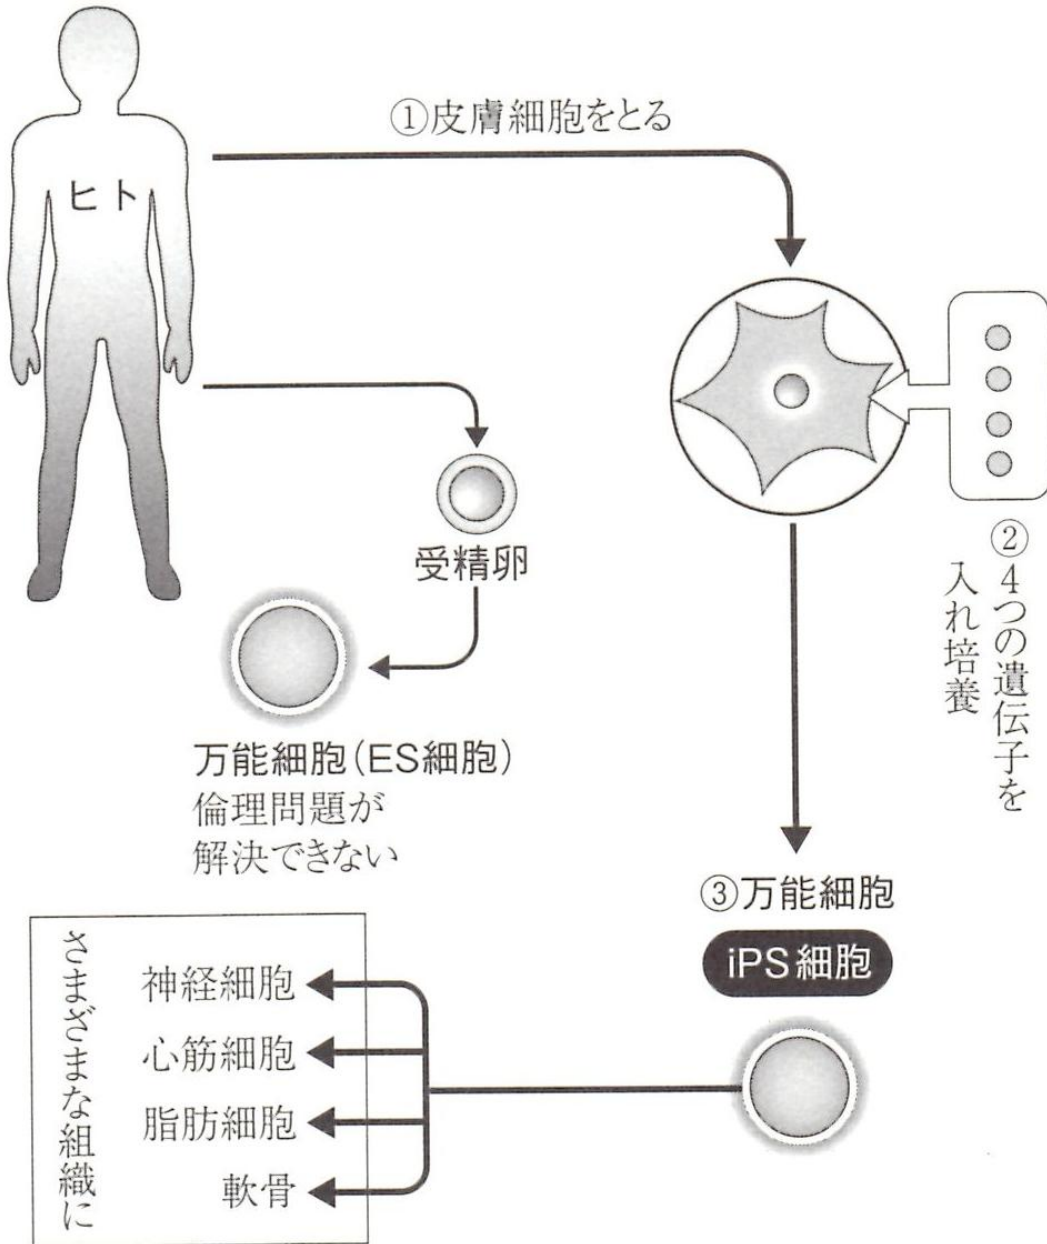 ヒト
①皮膚細胞をとる
②4つの遺伝子を
入れ培養
受精卵
万能細胞(ES細胞)
倫理問題が
解決できない
③万能細胞
iPS細胞
さまざまな組織に
神経細胞
心筋細胞
脂肪細胞
軟骨